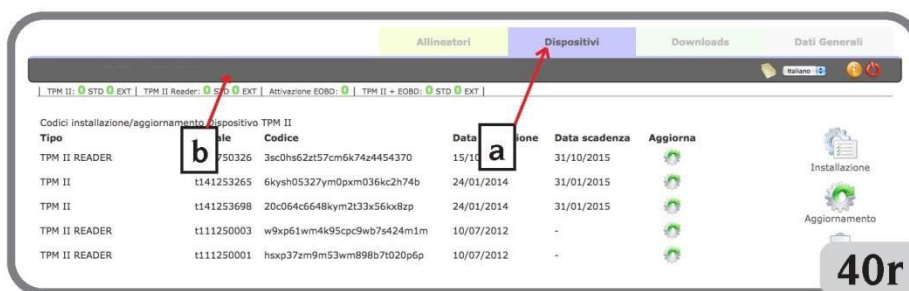 Allineatori Dispositivi Downloads Dati Generali
Italiano
TPM II: 0 STD 0 EXT | TPM II Reader: 0 STD 0 EXT | Attivazione EOBD: 0 | TPM II + EOBD: 0 STD 0 EXT |
Codici installazione/aggiornamento Dispositivo TPM II
Tipo Codice Data scadenza Aggiorna
b
a
TPM II READER 750326 3sc0hs62zt57cm6k74z4454370 15/10 31/10/2015
TPM II t141253265 6kysh05327ym0pxm036kc2h74b 24/01/2014 31/01/2015
TPM II t141253698 20c064c6648kym2t33x56kx8zp 24/01/2014 31/01/2015
TPM II READER t111250003 w9xp61wm4k95cpc9wb7s424m1m 10/07/2012 -
TPM II READER t111250001 hsxp37zm9m53wm898b7t020p6p 10/07/2012 -
Installazione
Aggiornamento
40r